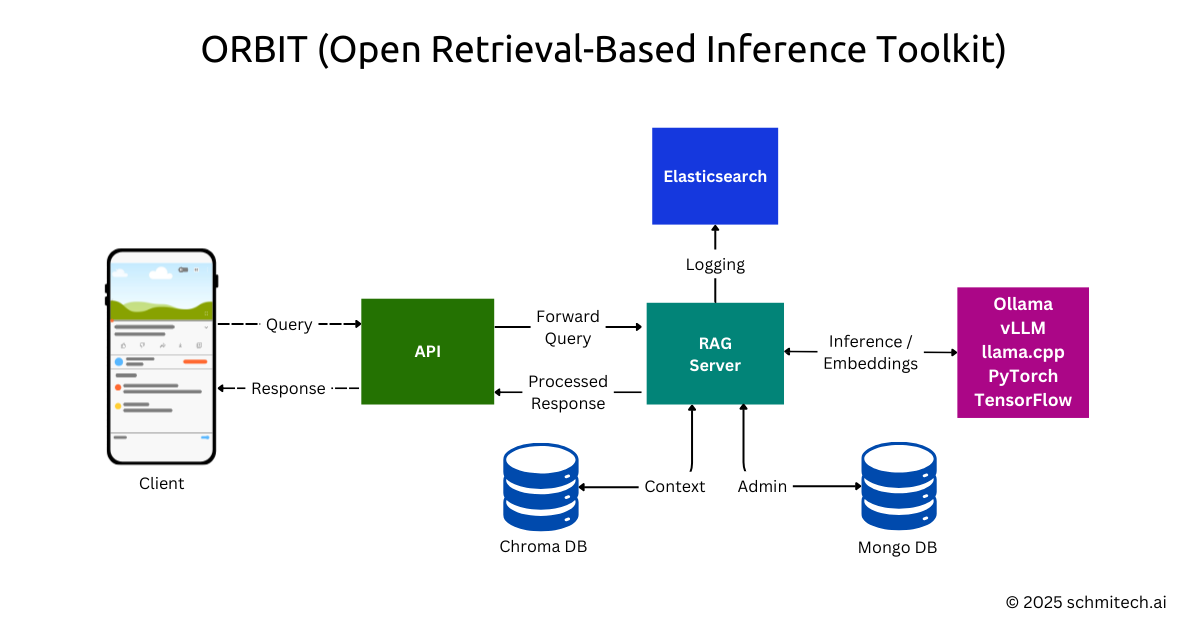 ORBIT (Open Retrieval-Based Inference Toolkit)
Elasticsearch
Logging
Query
Response
Client
API
Forward
Query
Processed
Response
RAG
Server
Inference /
Embeddings
Ollama
vLLM
llama.cpp
PyTorch
TensorFlow
Context
Admin
Chroma DB
Mongo DB
© 2025 schmitech.ai